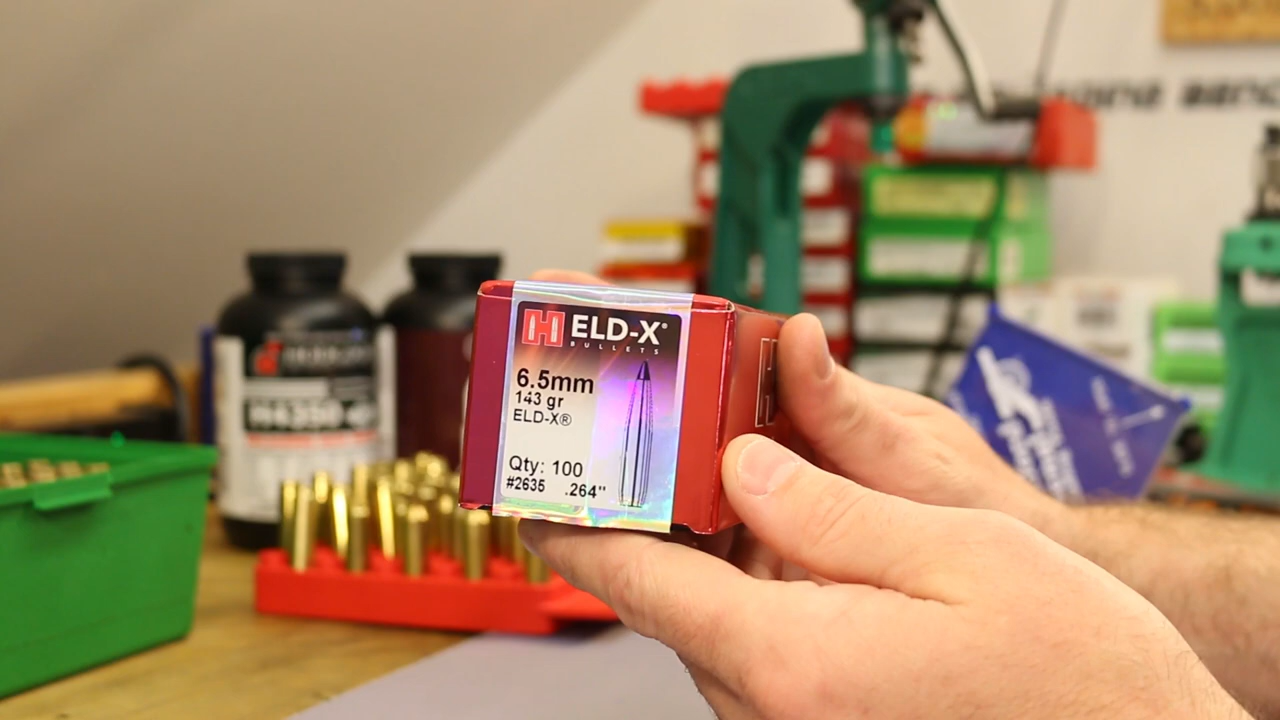 ELD-X®
BULLETS
6.5mm
143 gr
ELD-X®
Qty: 100
#2635 .264"
H4350